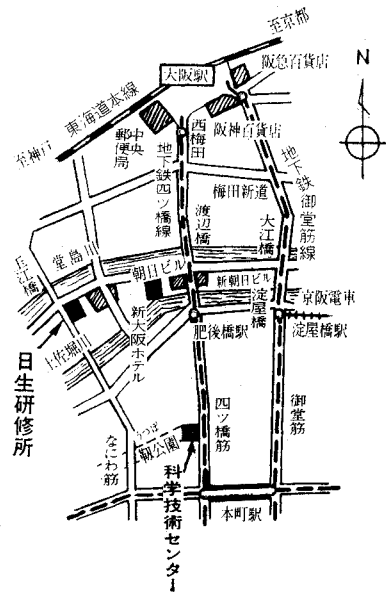 至京都
大阪駅
阪急百貨店
N
東海道本線
至神戸
中央郵便局
西梅田
阪神百貨店
地下鉄四ツ橋線
地下鉄御堂筋線
梅田新道
渡辺橋
大江橋
堂島川
朝日ビル
新朝日ビル
淀屋橋
京阪電車
土佐堀川
新大阪ホテル
肥後橋駅
淀屋橋駅
日生研修所
なにわ筋
うつぼ
靱公園
四ツ橋筋
御堂筋
科学技術センター
本町駅